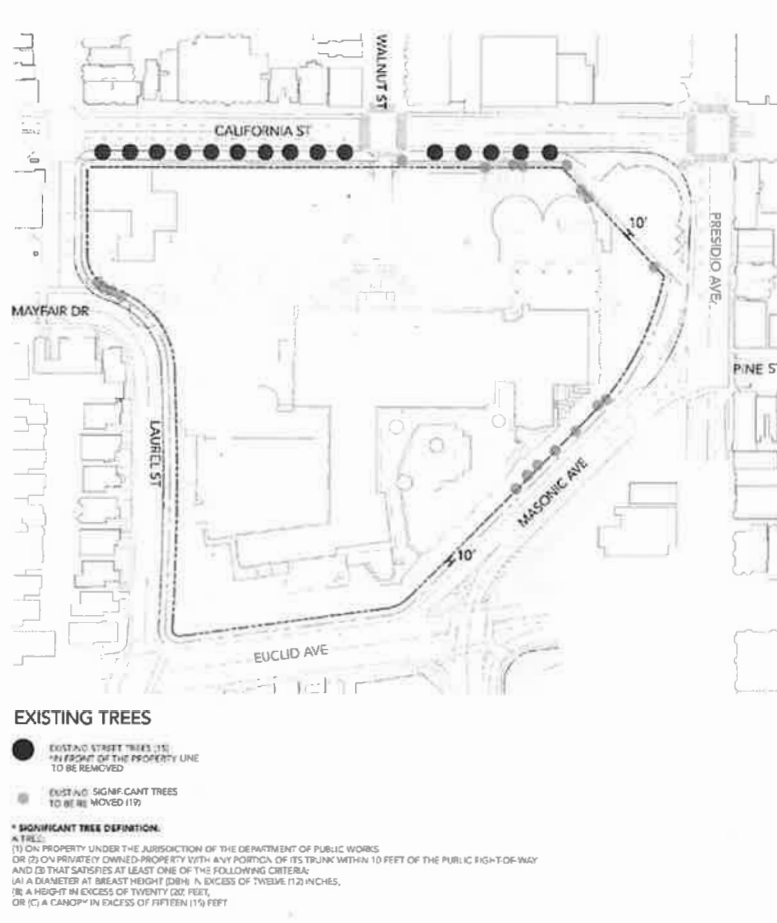 WALNUT ST
CALIFORNIA ST
10'
PRESIDIO AVE,
MAYFAIR DR
PINE ST
LAUREL ST
MASONIC AVE
10'
EUCLID AVE
EXISTING TREES
EXISTING STREET TREES (15)
*IN FRONT OF THE PROPERTY LINE
TO BE REMOVED
EXISTING SIGNIFICANT TREES
TO BE REMOVED (19)
* SIGNIFICANT TREE DEFINITION:
A TREE:
(1) ON PROPERTY UNDER THE JURISDICTION OF THE DEPARTMENT OF PUBLIC WORKS
OR (2) ON PRIVATELY OWNED-PROPERTY WITH ANY PORTION OF ITS TRUNK WITHIN 10 FEET OF THE PUBLIC RIGHT-OF-WAY
AND (3) THAT SATISFIES AT LEAST ONE OF THE FOLLOWING CRITERIA:
(A) A DIAMETER AT BREAST HEIGHT (DBH) IN EXCESS OF TWELVE (12) INCHES,
(B) A HEIGHT IN EXCESS OF TWENTY (20) FEET,
OR (C) A CANOPY IN EXCESS OF FIFTEEN (15) FEET